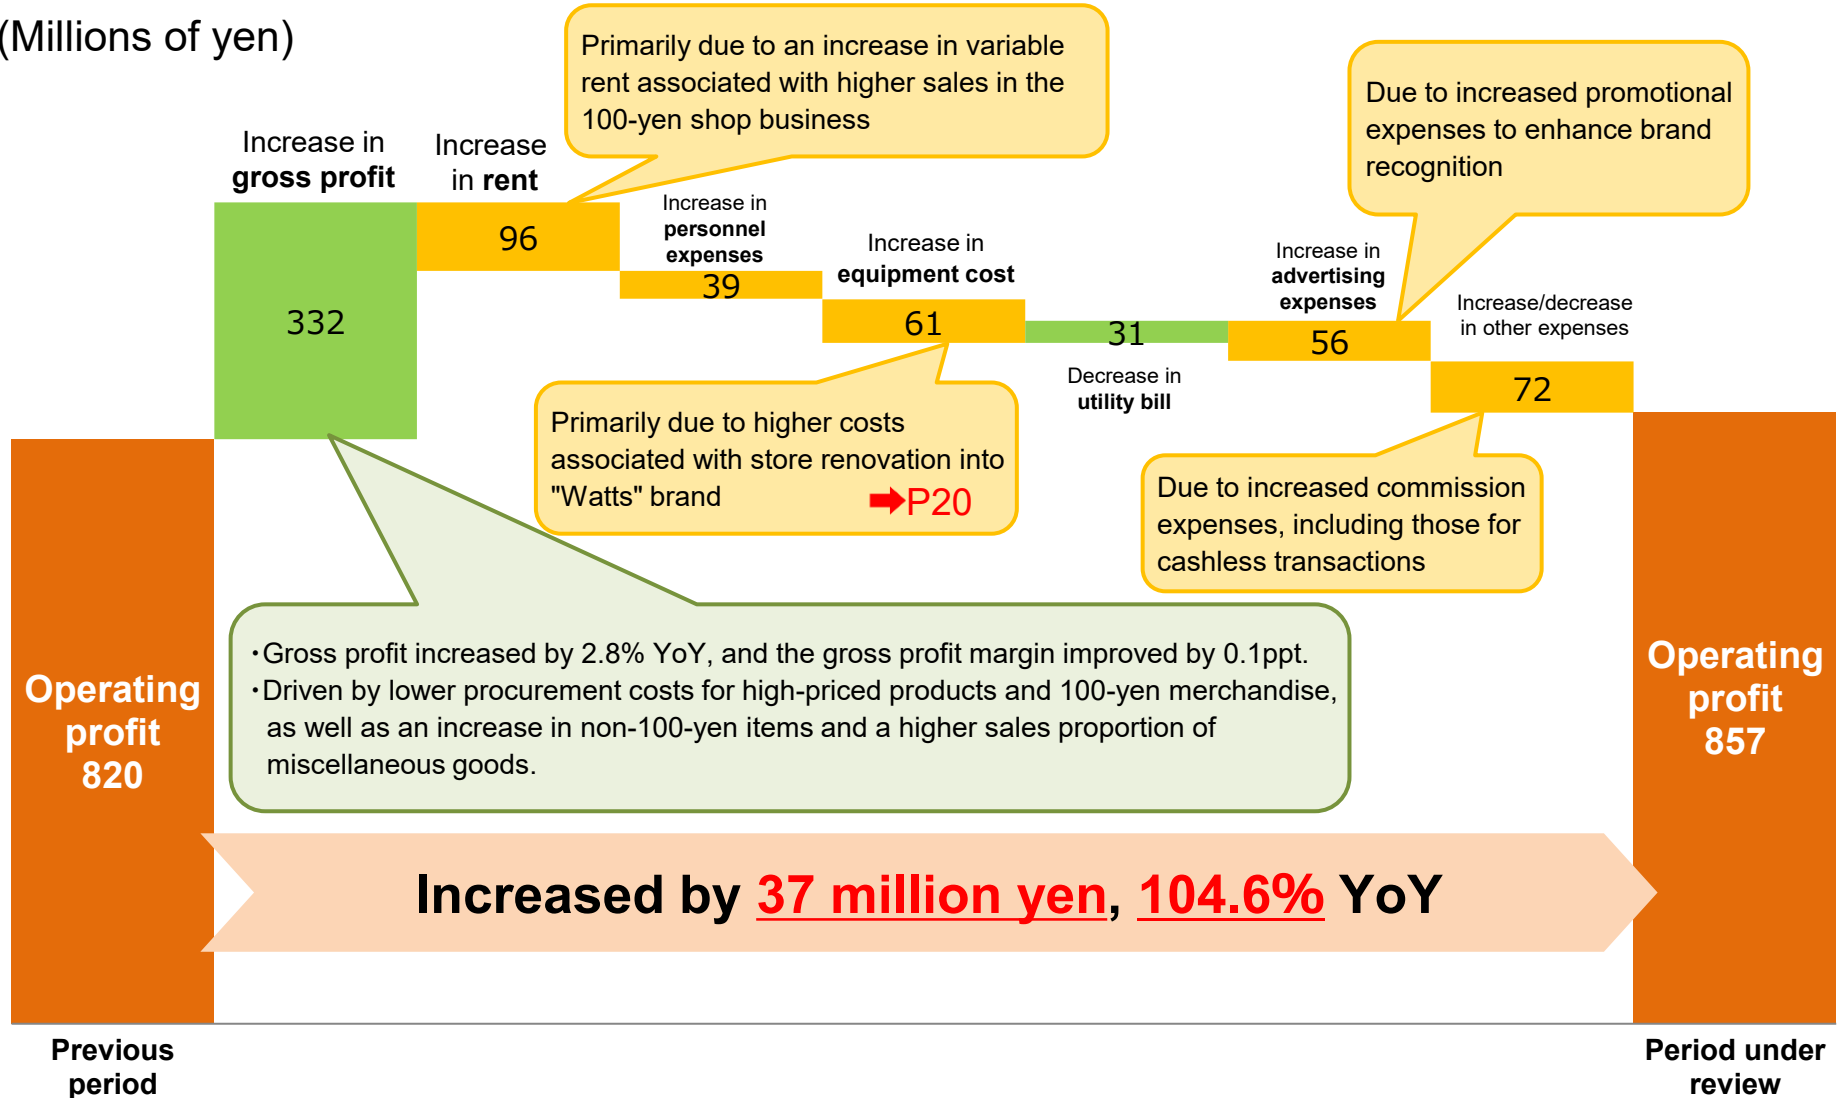 (Millions of yen)
Primarily due to an increase in variable
rent associated with higher sales in the
100-yen shop business
Due to increased promotional
expenses to enhance brand
recognition
Increase in
gross profit
Increase
in rent
Increase in
personnel
expenses
Increase in
equipment cost
Increase in
advertising
expenses
Increase/decrease
in other expenses
332
96
39
61
31
56
72
Decrease in
utility bill
Primarily due to higher costs
associated with store renovation into
"Watts" brand ➡P20
Due to increased commission
expenses, including those for
cashless transactions
・Gross profit increased by 2.8% YoY, and the gross profit margin improved by 0.1ppt.
・Driven by lower procurement costs for high-priced products and 100-yen merchandise,
as well as an increase in non-100-yen items and a higher sales proportion of
miscellaneous goods.
Operating
profit
820
Operating
profit
857
Increased by 37 million yen, 104.6% YoY
Previous
period
Period under
review